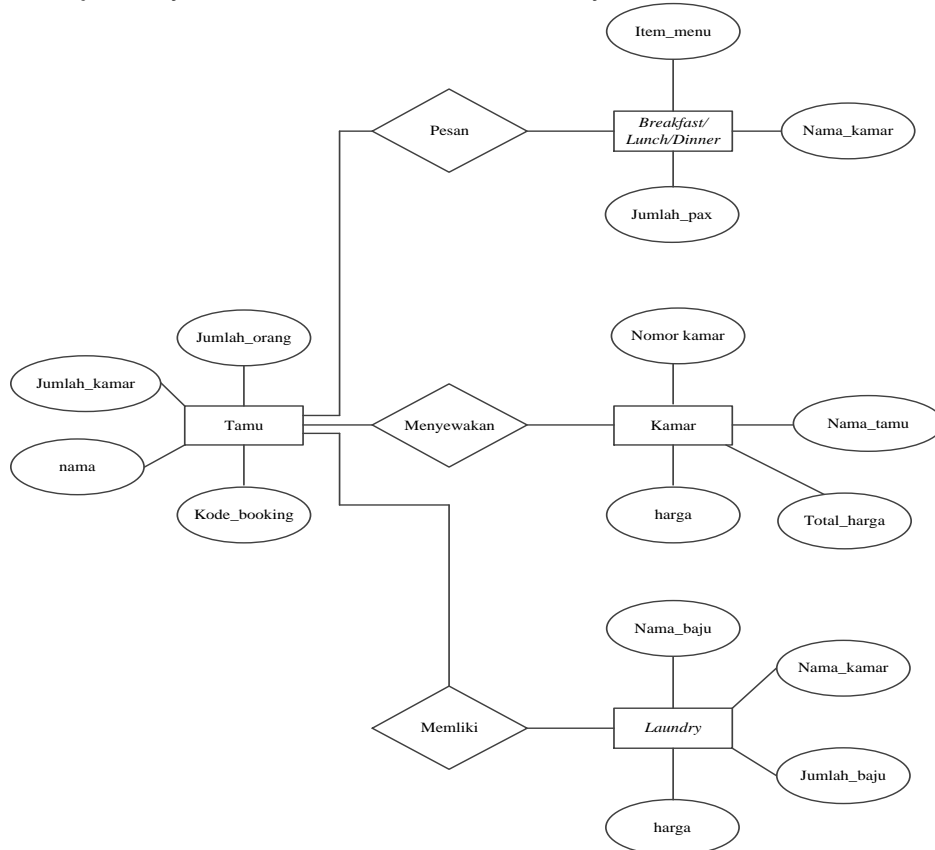 Item_menu
Pesan
Breakfast/
Lunch/Dinner
Nama_kamar
Jumlah_pax
Jumlah_orang
Nomor kamar
Jumlah_kamar
Tamu
Menyewakan
Kamar
Nama_tamu
nama
Kode_booking
harga
Total_harga
Nama_baju
Nama_kamar
Memliki
Laundry
Jumlah_baju
harga